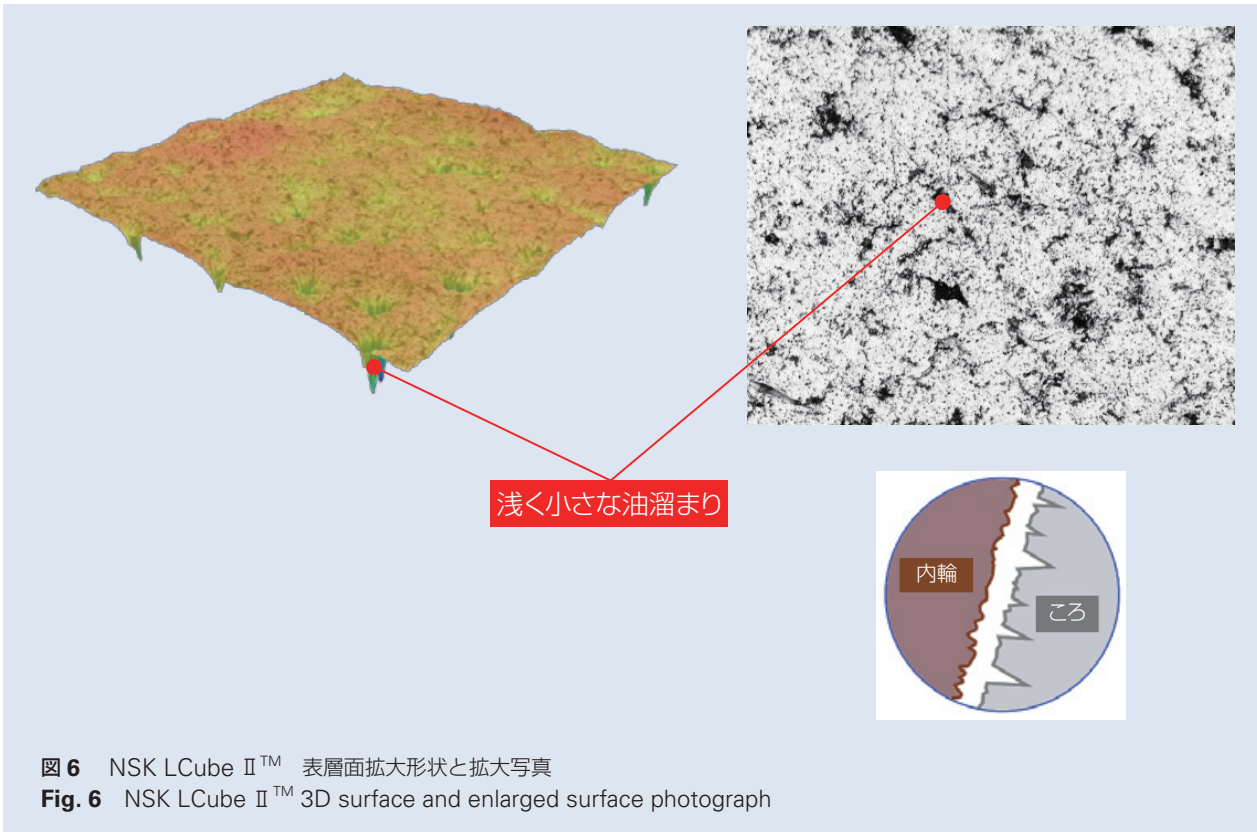 浅く小さな油溜まり
内輪
ころ
図 6 NSK LCube Ⅱ™ 表層面拡大形状と拡大写真
Fig. 6 NSK LCube Ⅱ™ 3D surface and enlarged surface photograph